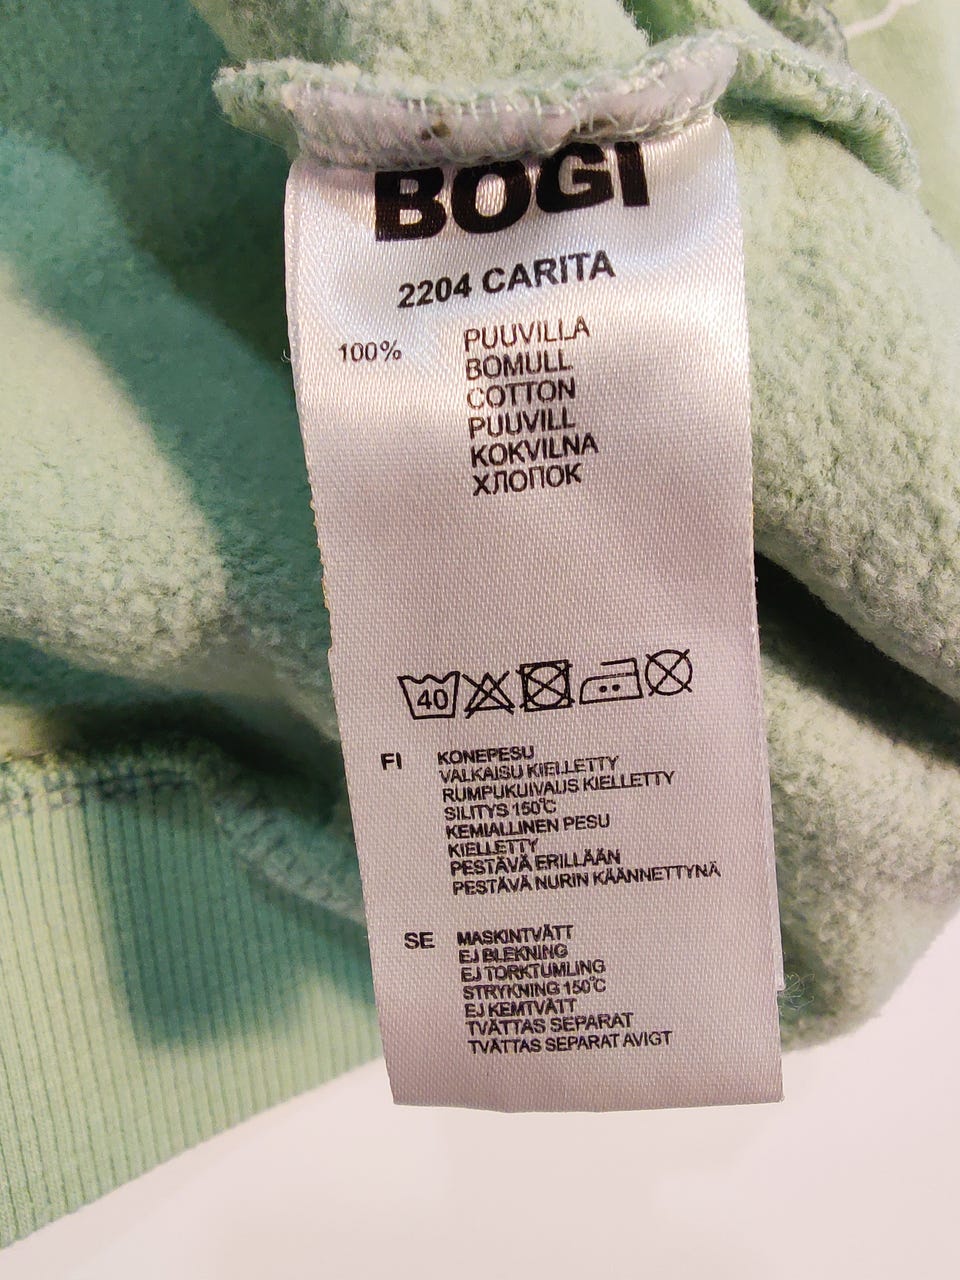 BOGI
2204 CARITA
100% PUUVILLA
BOMULL
COTTON
PUUVILL
KOKVILNA
ХЛОПОК
40
FI KONEPESU
VALKAISU KIELLETTY
RUMPUKUIVAUS KIELLETTY
SILITYS 150°C
KEMIALLINEN PESU
KIELLETTY
PESTÄVÄ ERILLÄÄN
PESTÄVÄ NURIN KÄÄNNETTYNÄ
SE MASKINTVÄTT
EJ BLEKNING
EJ TORKTUMLING
STRYKNING 150°C
EJ KEMTVÄTT
TVÄTTAS SEPARAT
TVÄTTAS SEPARAT AVIGT